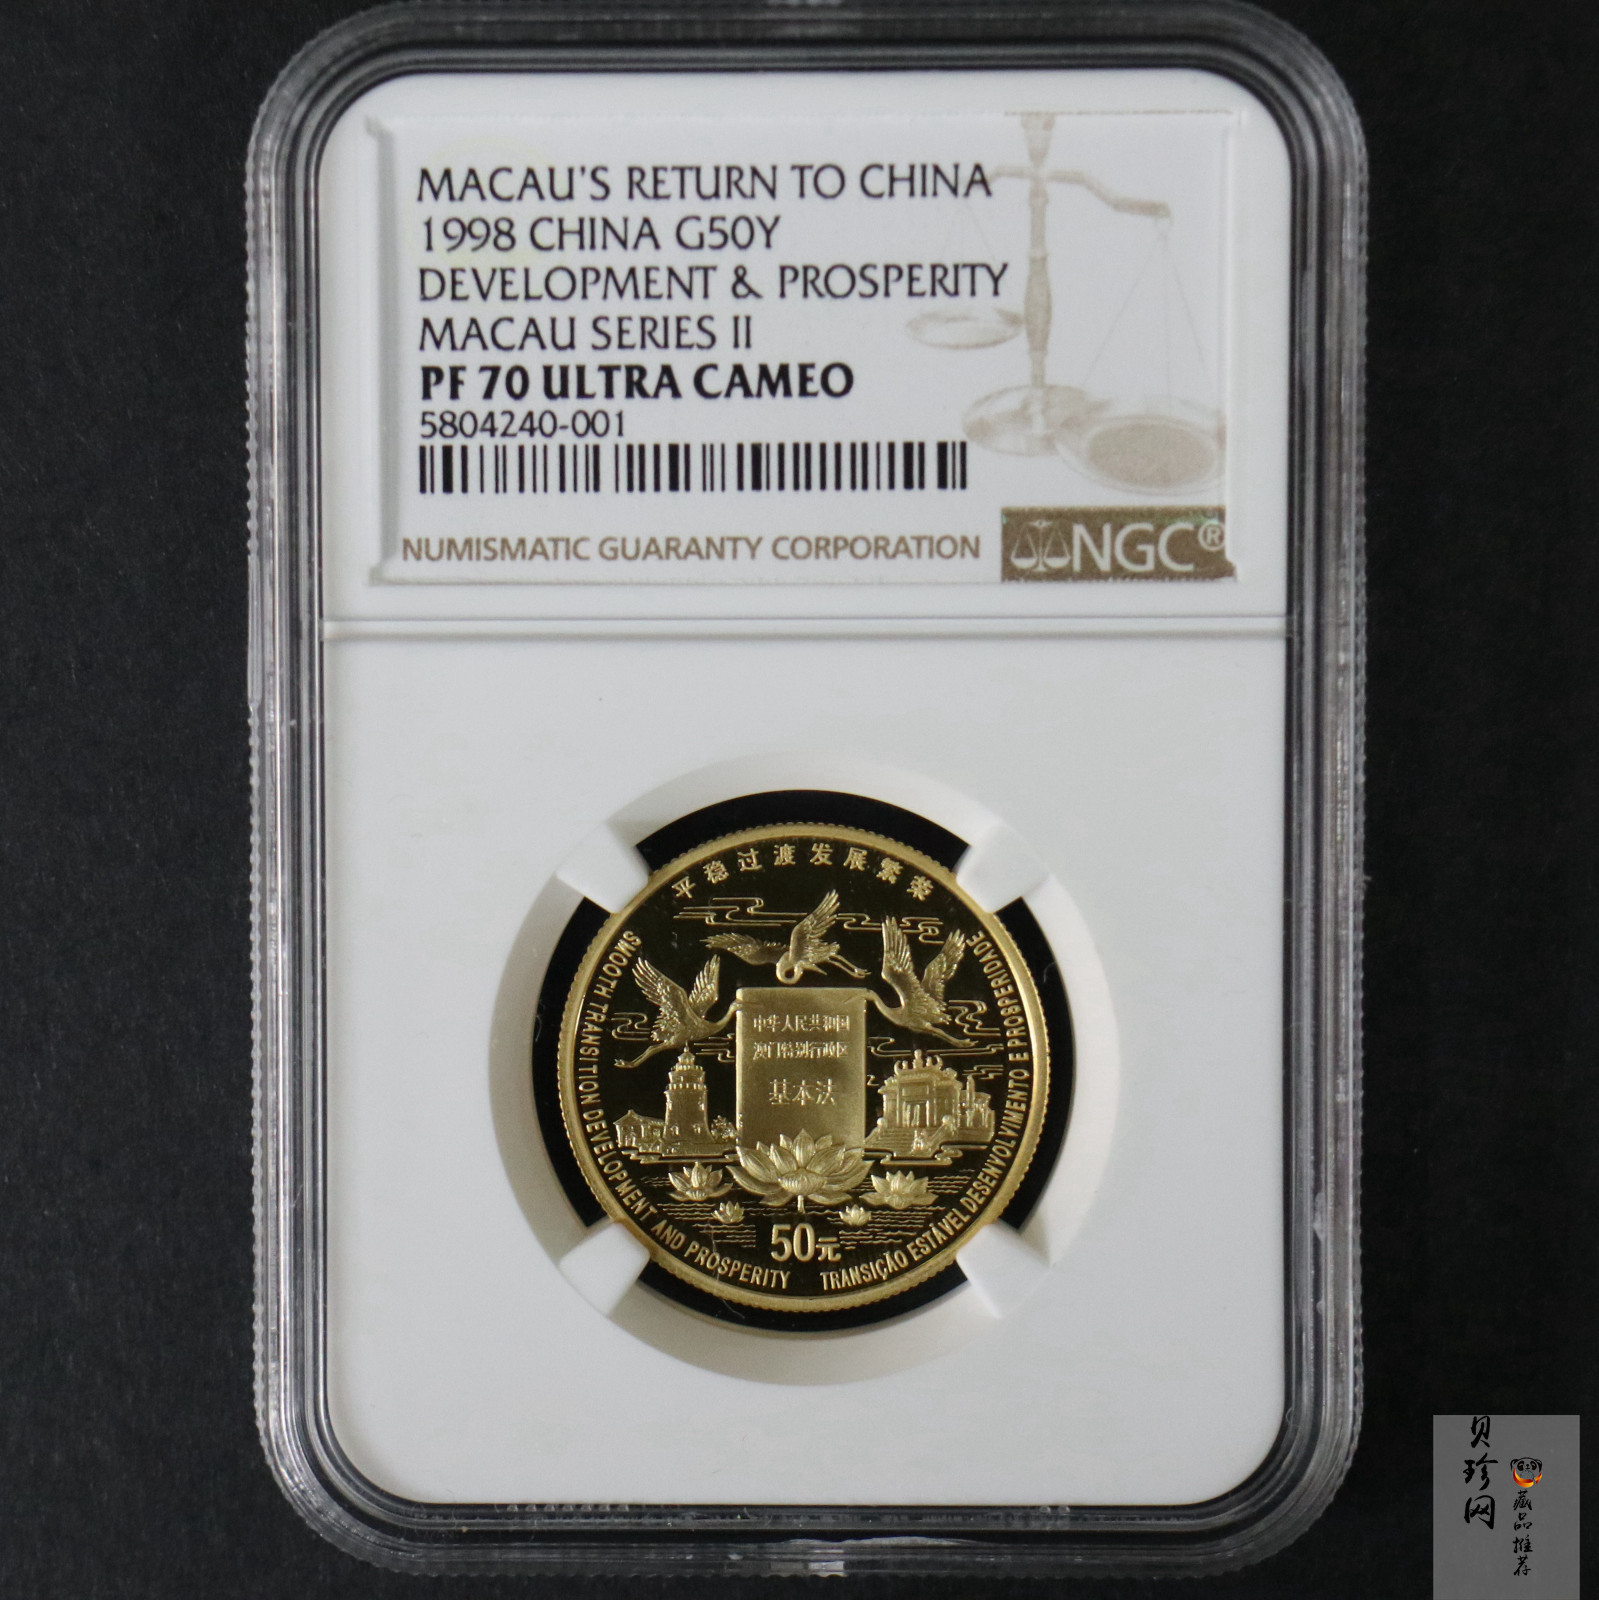 MACAU'S RETURN TO CHINA
1998 CHINA G50Y
DEVELOPMENT & PROSPERITY
MACAU SERIES II
PF 70 ULTRA CAMEO
5804240-001
NUMISMATIC GUARANTY CORPORATION
NGC®
平稳过渡发展繁荣
SMOOTH TRANSITION DEVELOPMENT AND PROSPERITY
TRANSIÇÃO ESTÁVEL DESENVOLVIMENTO E PROSPERIDADE
中华人民共和国
澳门特别行政区
基本法
50元
贝珍网
藏品推荐